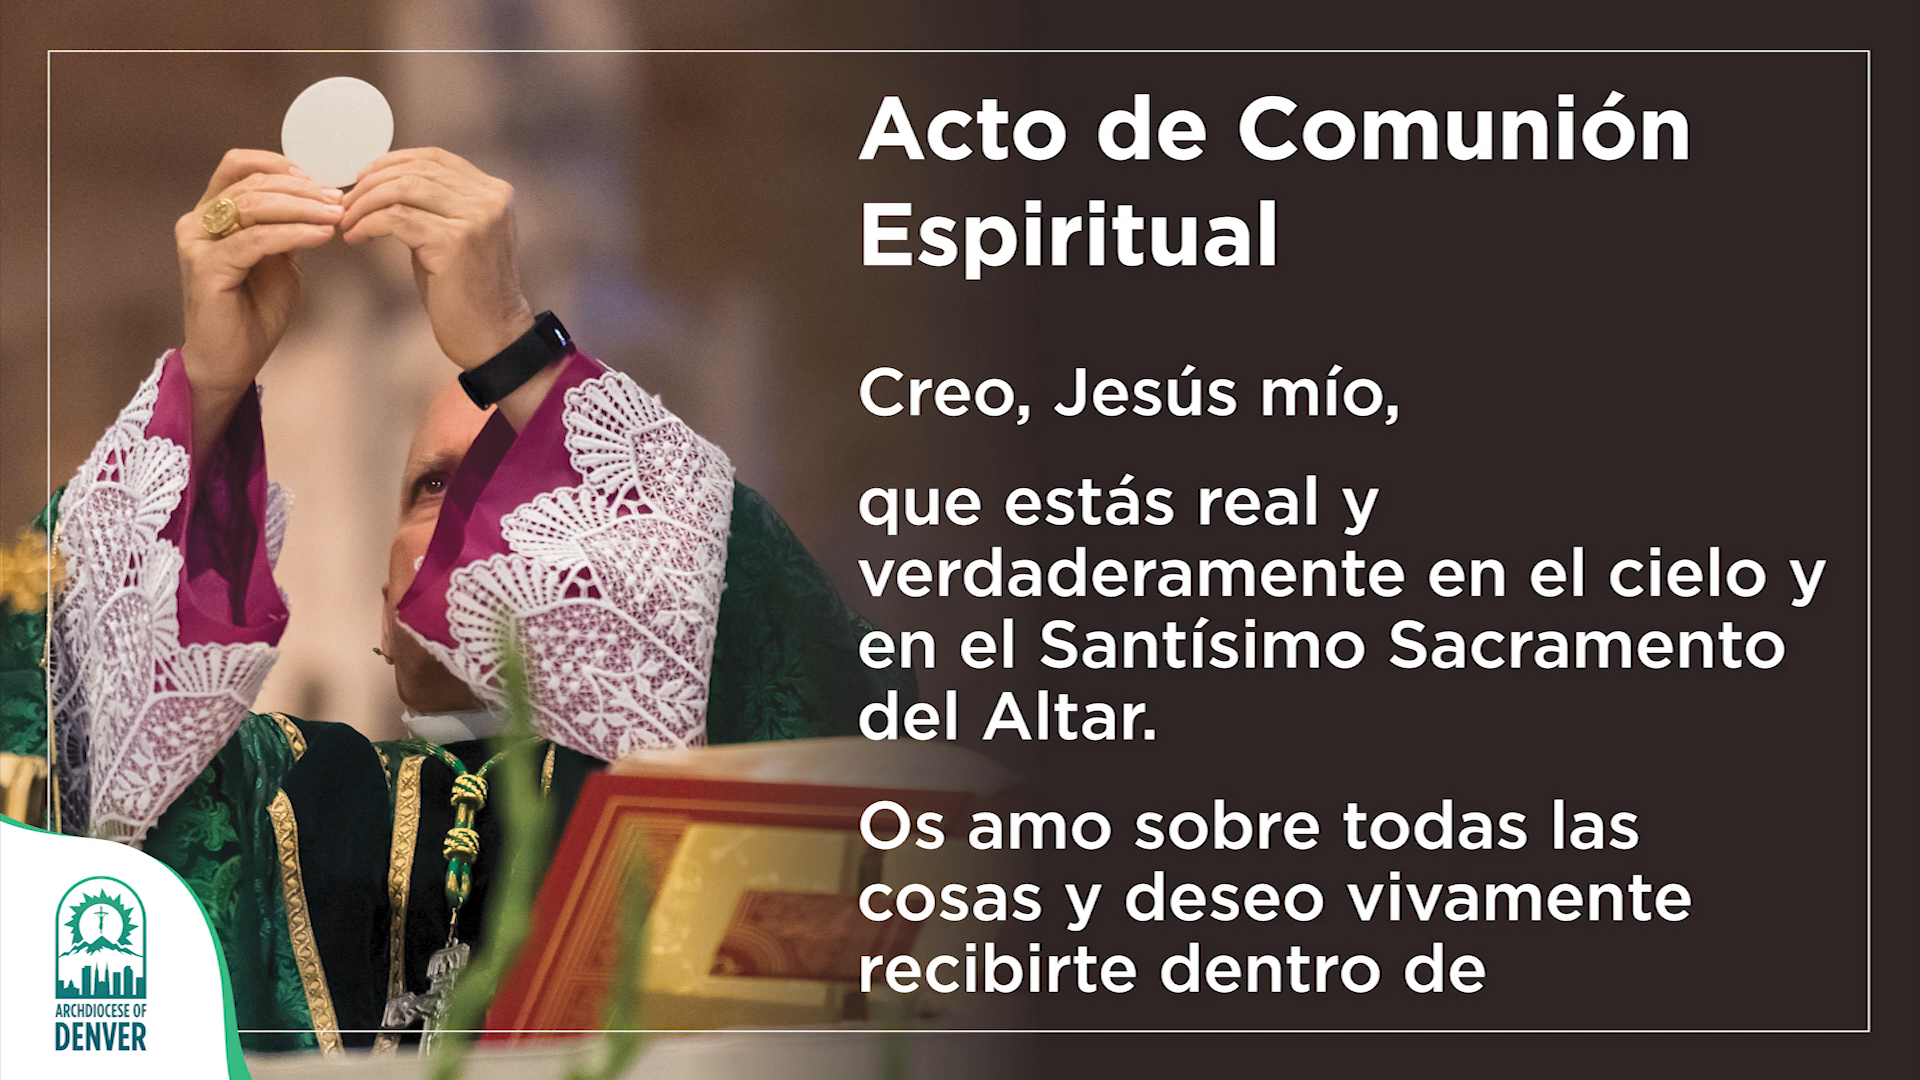 Acto de Comunión
Espiritual
Creo, Jesús mío,
que estás real y
verdaderamente en el cielo y
en el Santísimo Sacramento
del Altar.
Os amo sobre todas las
cosas y deseo vivamente
recibirte dentro de
ARCHDIOCESE OF
DENVER